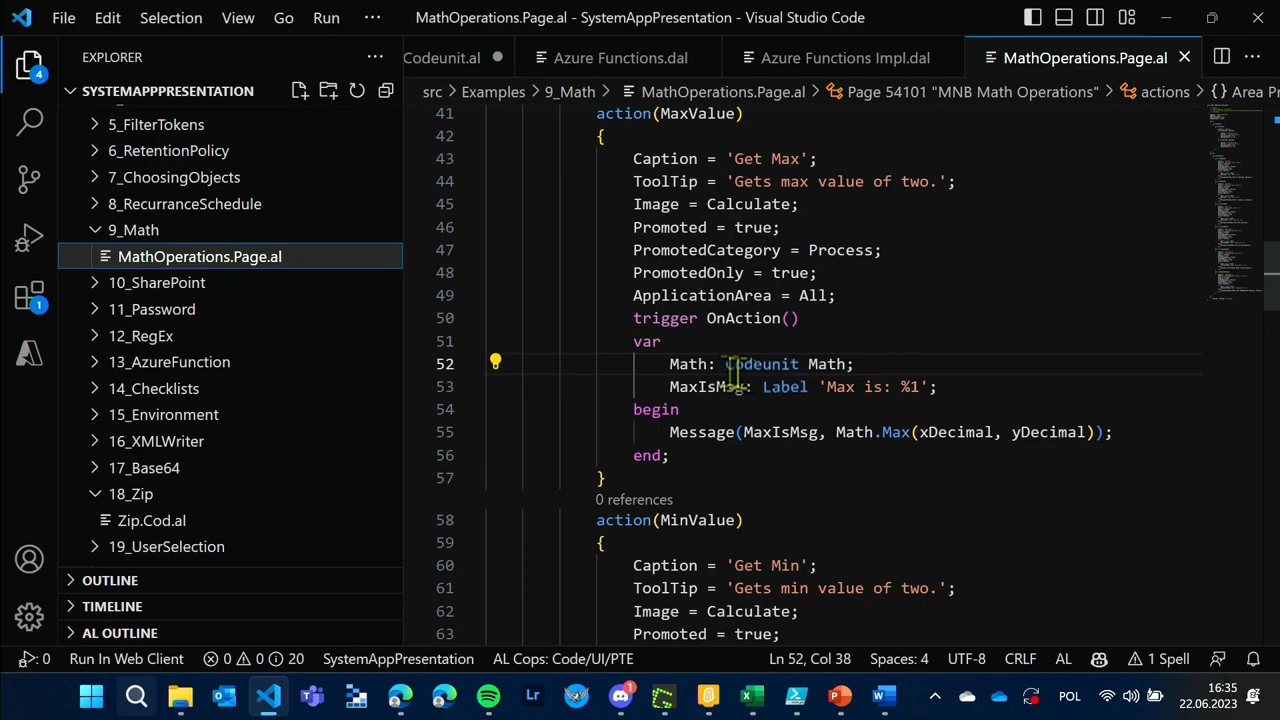 File Edit Selection View Go Run ··· MathOperations.Page.al - SystemAppPresentation - Visual Studio Code
EXPLORER ···
Codeunit.al Azure Functions.dal Azure Functions Impl.dal MathOperations.Page.al ···
SYSTEMAPPPRESENTATION
src > Examples > 9_Math > MathOperations.Page.al > Page 54101 "MNB Math Operations" > actions > {} Area Pr
4
5_FilterTokens
6_RetentionPolicy
7_ChoosingObjects
8_RecurranceSchedule
9_Math
MathOperations.Page.al
10_SharePoint
11_Password
12_RegEx
13_AzureFunction
14_Checklists
15_Environment
16_XMLWriter
17_Base64
18_Zip
Zip.Cod.al
19_UserSelection
OUTLINE
TIMELINE
AL OUTLINE
1
41 action(MaxValue)
42 {
43 Caption = 'Get Max';
44 ToolTip = 'Gets max value of two.';
45 Image = Calculate;
46 Promoted = true;
47 PromotedCategory = Process;
48 PromotedOnly = true;
49 ApplicationArea = All;
50 trigger OnAction()
51 var
52 Math: codeunit Math;
53 MaxIsMsg: Label 'Max is: %1';
54 begin
55 Message(MaxIsMsg, Math.Max(xDecimal, yDecimal));
56 end;
57 }
0 references
58 action(MinValue)
59 {
60 Caption = 'Get Min';
61 ToolTip = 'Gets min value of two.';
62 Image = Calculate;
63 Promoted = true;
: 0 Run In Web Client 0 0 20 SystemAppPresentation AL Cops: Code/UI/PTE Ln 52, Col 38 Spaces: 4 UTF-8 CRLF AL 1 Spell
Lr 1 POL 16:35
22.06.2023